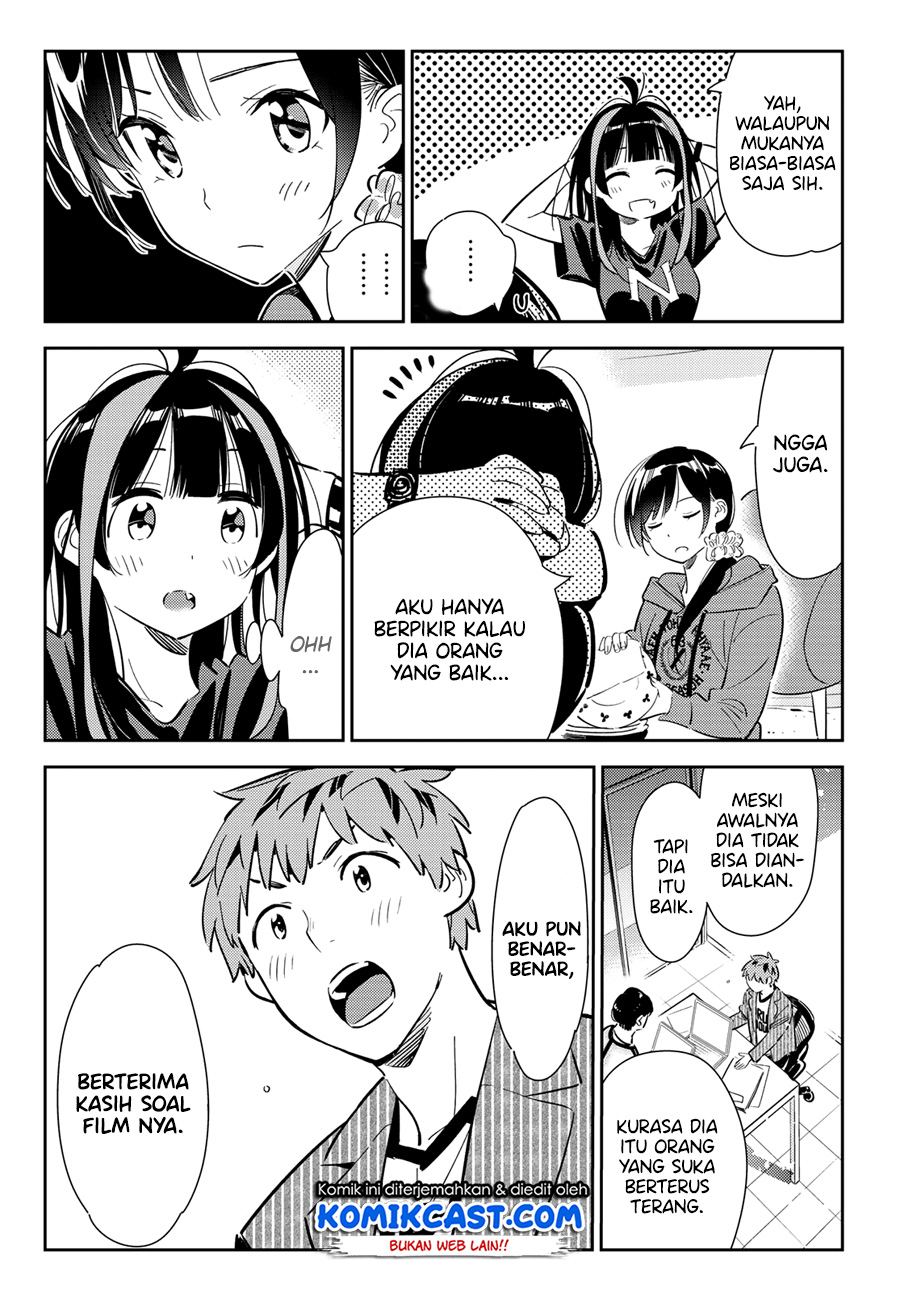 YAH,
WALAUPUN
MUKANYA
BIASA-BIASA
SAJA SIH.
N
NGGA
JUGA.
AKU HANYA
BERPIKIR KALAU
DIA ORANG
YANG BAIK...
OHH
...
MESKI
AWALNYA
DIA TIDAK
BISA DIAN-
DALKAN.
TAPI
DIA
ITU
BAIK.
KURASA DIA
ITU ORANG
YANG SUKA
BERTERUS
TERANG.
AKU PUN
BENAR-
BENAR,
BERTERIMA
KASIH SOAL
FILM NYA.
Komik ini diterjemahkan & diedit oleh
KOMIKCAST.COM
BUKAN WEB LAIN!!